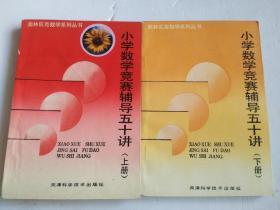 奥林匹克数学系列丛书
小学数学竞赛辅导五十讲
(上册)
XIAO XUE SHU XUE
JING SAI FU DAO
WU SHI JIANG
天津科学技术出版社
奥林匹克数学系列丛书
小学数学竞赛辅导五十讲
(下册)
XIAO XUE SHU XUE
JING SAI FU DAO
WU SHI JIANG
天津科学技术出版社